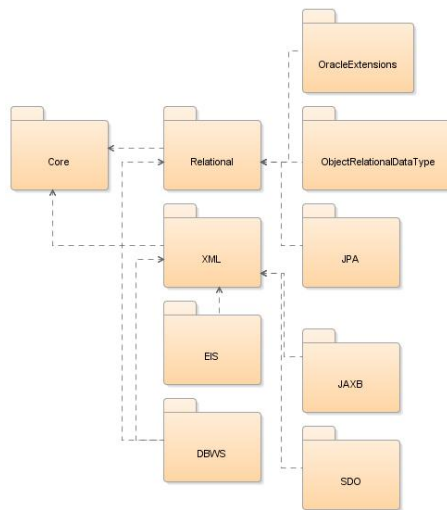 OracleExtensions
Core
Relational
ObjectRelationalDataType
XML
JPA
EIS
JAXB
DBWS
SDO